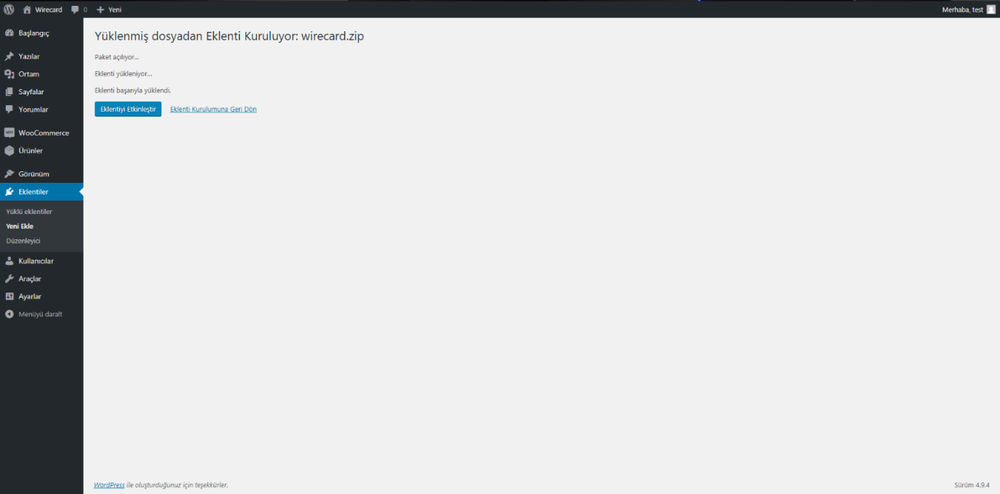 Wirecard 0 Yeni Merhaba, test
Başlangıç
Yazılar
Ortam
Sayfalar
Yorumlar
WooCommerce
Ürünler
Görünüm
Eklentiler
Yüklü eklentiler
Yeni Ekle
Düzenleyici
Kullanıcılar
Araçlar
Ayarlar
Menüyü daralt
Yüklenmiş dosyadan Eklenti Kuruluyor: wirecard.zip
Paket açılıyor...
Eklenti yükleniyor...
Eklenti başarıyla yüklendi.
Eklentiyi Etkinleştir Eklenti Kurulumuna Geri Dön
WordPress ile oluşturduğunuz için teşekkürler. Sürüm 4.9.4